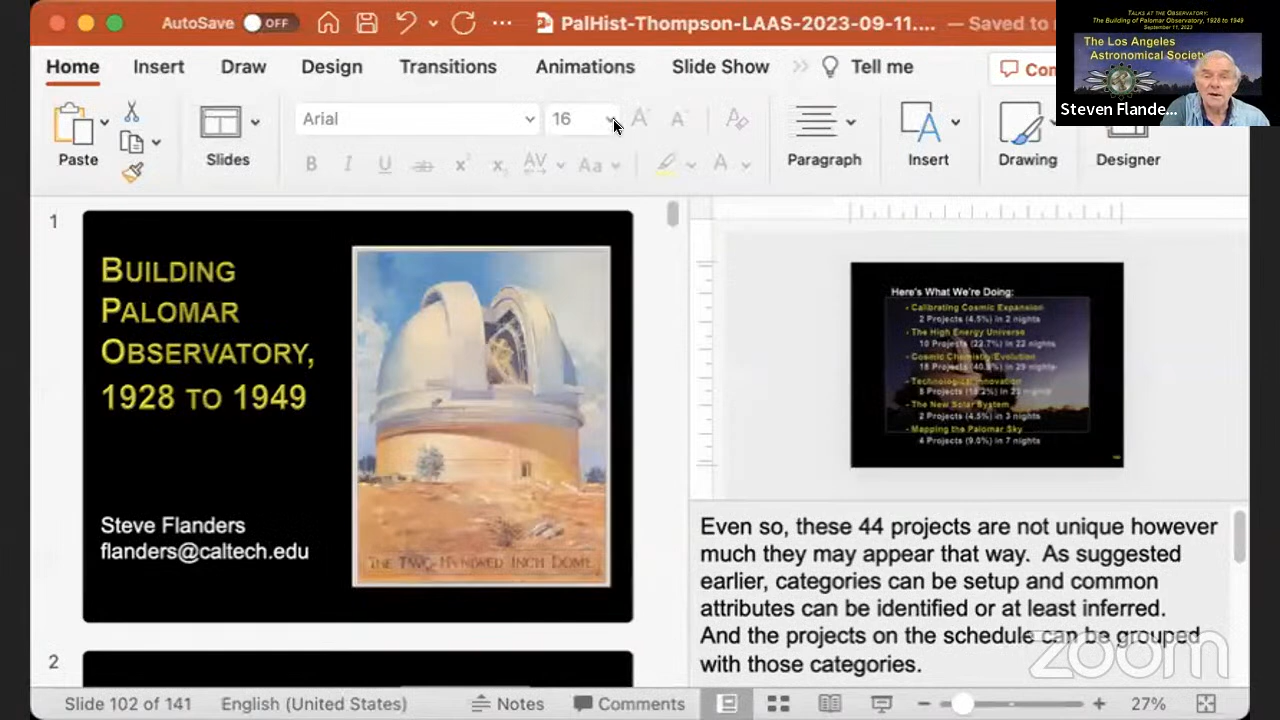 AutoSave OFF
PalHist-Thompson-LAAS-2023-09-11.... — Saved to
TALKS AT THE OBSERVATORY:
The Building of Palomar Observatory, 1928 to 1949
September 11, 2023
The Los Angeles
Astronomical Society
Steven Flande...
Home Insert Draw Design Transitions Animations Slide Show Tell me
Arial 16
Paste Slides Paragraph Insert Drawing Designer
1
BUILDING
PALOMAR
OBSERVATORY,
1928 TO 1949
Steve Flanders
flanders@caltech.edu
THE TWO HUNDRED INCH DOME
2
Here's What We're Doing:
- Calibrating Cosmic Expansion
2 Projects (4.5%) in 2 nights
- The High Energy Universe
10 Projects (22.7%) in 22 nights
- Cosmic Chemistry/Evolution
18 Projects in 29 nights
- Technological Innovation
8 Projects
- The New Solar System
2 Projects (4.5%) in 3 nights
- Mapping the Palomar Sky
4 Projects (9.0%) in 7 nights
Even so, these 44 projects are not unique however
much they may appear that way. As suggested
earlier, categories can be setup and common
attributes can be identified or at least inferred.
And the projects on the schedule can be grouped
with those categories.
zoom
Slide 102 of 141 English (United States) Notes Comments 27%